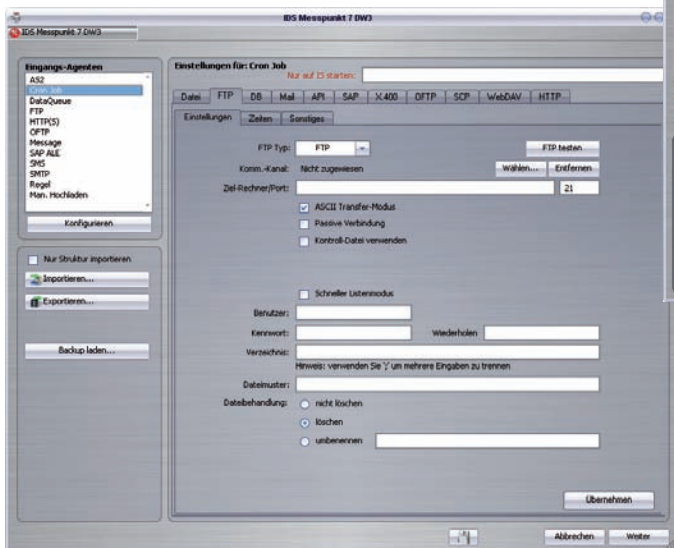 IDS Messpunkt 7 DW3
IDS Messpunkt 7 DW3
Eingangs-Agenten
AS2
Cron Job
DataQueue
FTP
HTTP(S)
OFTP
Message
SAP ALE
SMS
SMTP
Regel
Man. Hochladen
Konfigurieren
Nur Struktur importieren
Importieren...
Exportieren...
Backup laden...
Einstellungen für: Cron Job
Nur auf IS starten:
Datei FTP DB Mail API SAP X.400 OFTP SCP WebDAV HTTP
Einstellungen Zeiten Sonstiges
FTP Typ: FTP FTP testen
Komm.-Kanal: Nicht zugewiesen Wählen... Entfernen
Ziel-Rechner/Port: 21
ASCII Transfer-Modus
Passive Verbindung
Kontroll-Datei verwenden
Schneller Listenmodus
Benutzer:
Kennwort: Wiederholen
Verzeichnis:
Hinweis: verwenden Sie ';' um mehrere Eingaben zu trennen
Dateimuster:
Dateibehandlung: nicht löschen
löschen
umbenennen
Übernehmen
Abbrechen Weiter